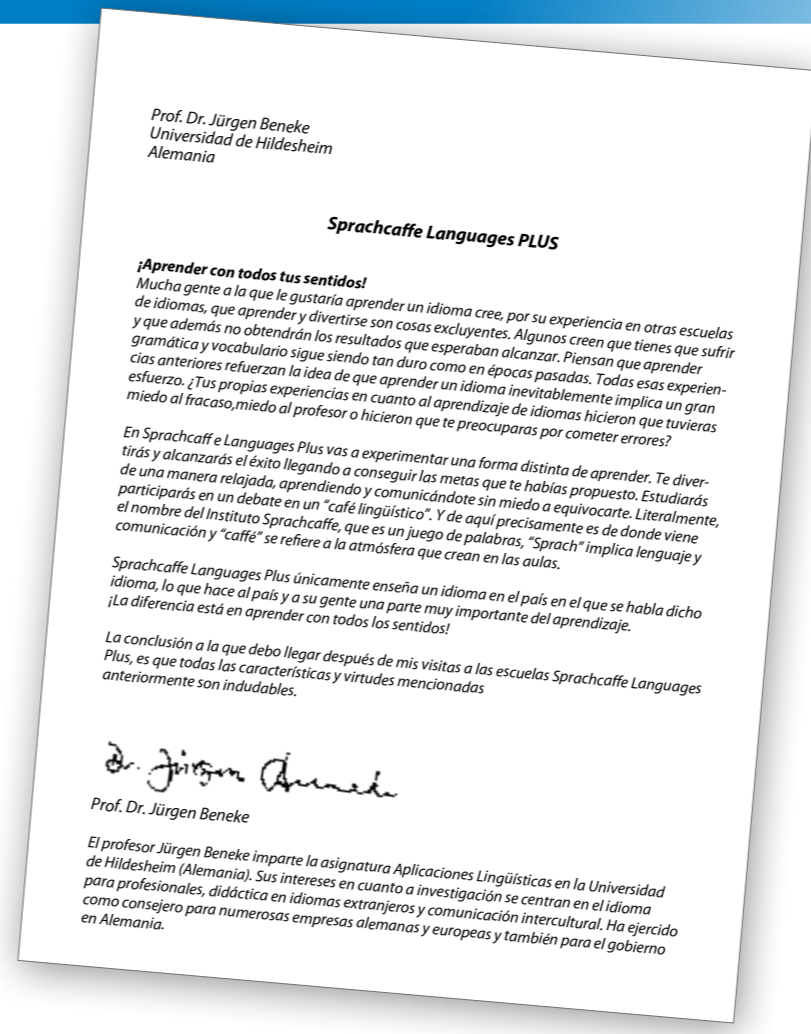 Prof. Dr. Jürgen Beneke
Universidad de Hildesheim
Alemania
Sprachcaffe Languages PLUS
¡Aprender con todos tus sentidos!
Mucha gente a la que le gustaría aprender un idioma cree, por su experiencia en otras escuelas
de idiomas, que aprender y divertirse son cosas excluyentes. Algunos creen que tienes que sufrir
y que además no obtendrán los resultados que esperaban alcanzar. Piensan que aprender
gramática y vocabulario sigue siendo tan duro como en épocas pasadas. Todas esas experien-
cias anteriores refuerzan la idea de que aprender un idioma inevitablemente implica un gran
esfuerzo. ¿Tus propias experiencias en cuanto al aprendizaje de idiomas hicieron que tuvieras
miedo al fracaso,miedo al profesor o hicieron que te preocuparas por cometer errores?
En Sprachcaff e Languages Plus vas a experimentar una forma distinta de aprender. Te diver-
tirás y alcanzarás el éxito llegando a conseguir las metas que te habías propuesto. Estudiarás
de una manera relajada, aprendiendo y comunicándote sin miedo a equivocarte. Literalmente,
participarás en un debate en un “café lingüístico”. Y de aquí precisamente es de donde viene
el nombre del Instituto Sprachcaffe, que es un juego de palabras, “Sprach” implica lenguaje y
comunicación y “caffé” se refiere a la atmósfera que crean en las aulas.
Sprachcaffe Languages Plus únicamente enseña un idioma en el país en el que se habla dicho
idioma, lo que hace al país y a su gente una parte muy importante del aprendizaje.
¡La diferencia está en aprender con todos los sentidos!
La conclusión a la que debo llegar después de mis visitas a las escuelas Sprachcaffe Languages
Plus, es que todas las características y virtudes mencionadas
anteriormente son indudables.
Dr. Jürgen Beneke
Prof. Dr. Jürgen Beneke
El profesor Jürgen Beneke imparte la asignatura Aplicaciones Lingüísticas en la Universidad
de Hildesheim (Alemania). Sus intereses en cuanto a investigación se centran en el idioma
para profesionales, didáctica en idiomas extranjeros y comunicación intercultural. Ha ejercido
como consejero para numerosas empresas alemanas y europeas y también para el gobierno
en Alemania.